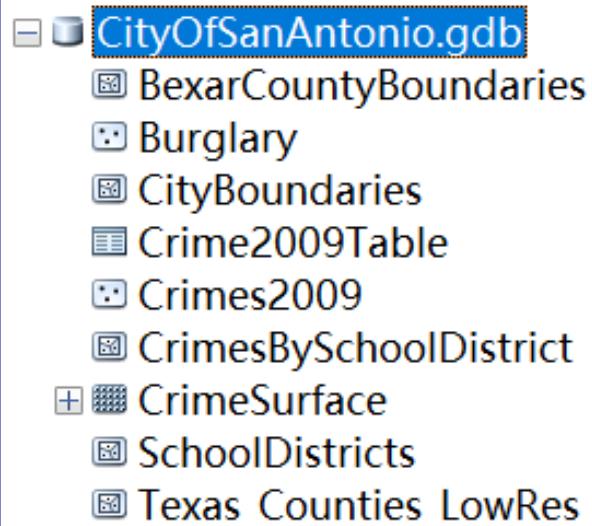 CityOfSanAntonio.gdb
BexarCountyBoundaries
Burglary
CityBoundaries
Crime2009Table
Crimes2009
CrimesBySchoolDistrict
CrimeSurface
SchoolDistricts
Texas_Counties_LowRes